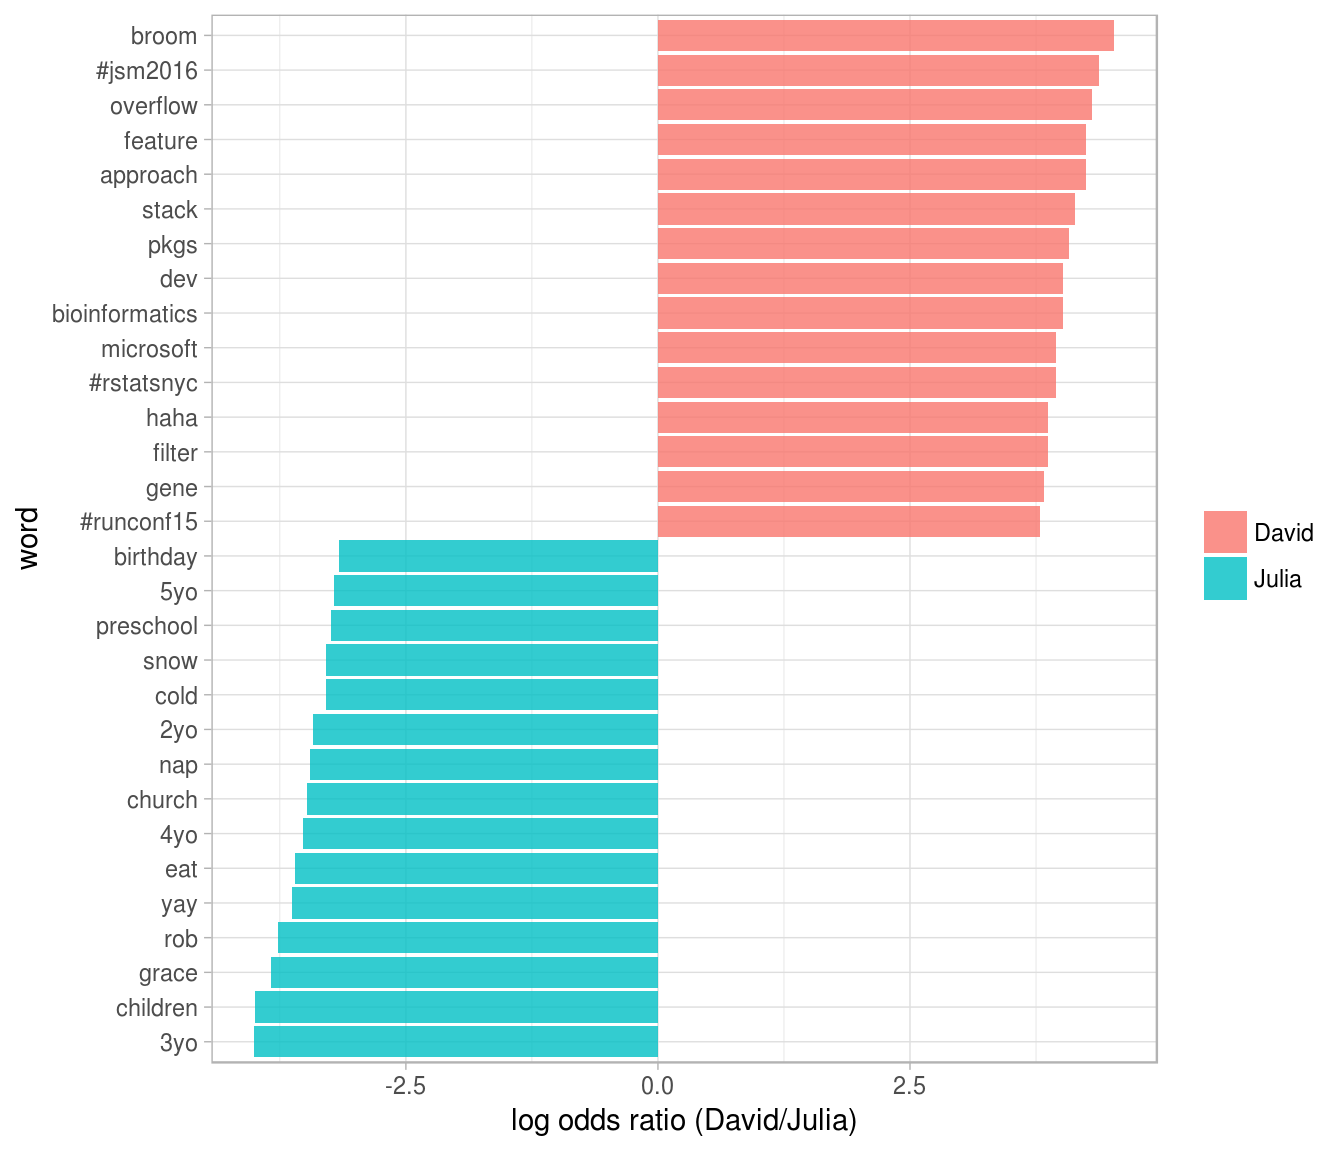 broom
#jsm2016
overflow
feature
approach
stack
pkgs
dev
bioinformatics
microsoft
#rstatsnyc
haha
filter
gene
#runconf15
birthday
5yo
preschool
snow
cold
2yo
nap
church
4yo
eat
yay
rob
grace
children
3yo
word
-2.5 0.0 2.5
log odds ratio (David/Julia)
David
Julia